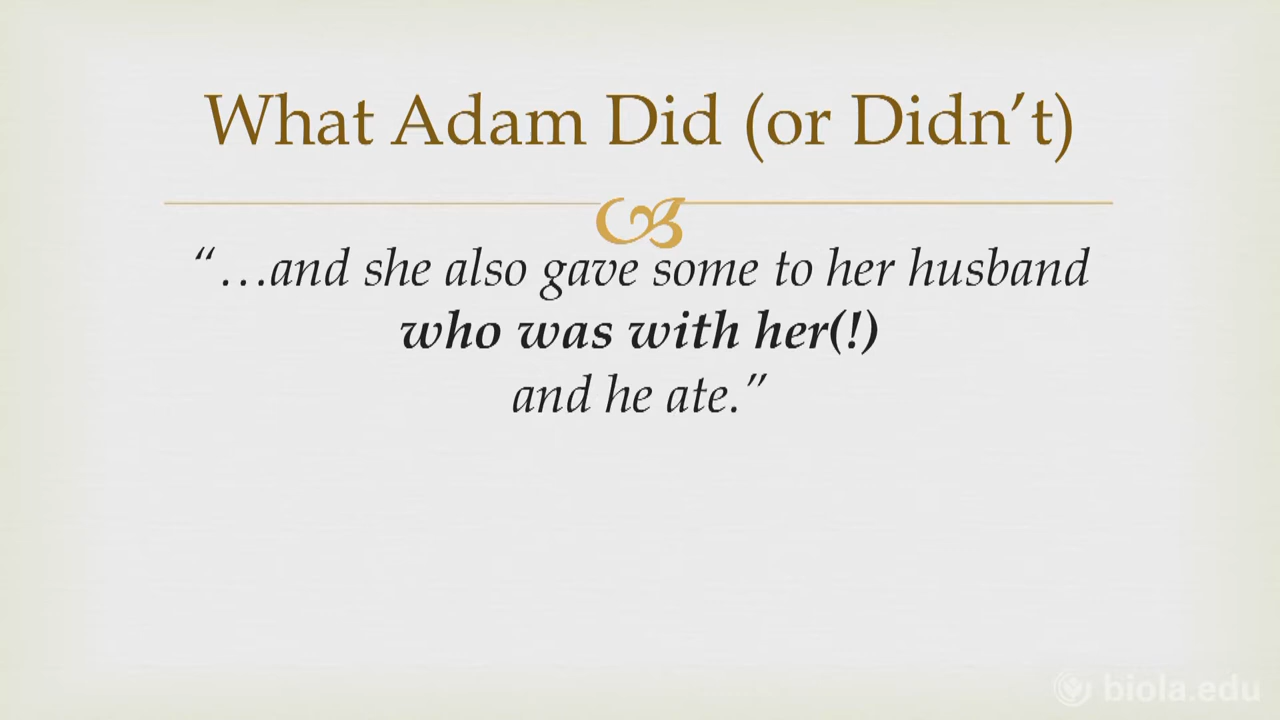 What Adam Did (or Didn’t)
“…and she also gave some to her husband
who was with her(!)
and he ate.”
biola.edu